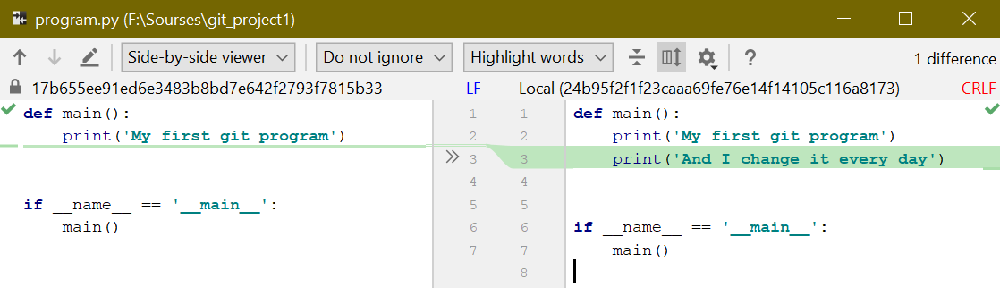 program.py (F:\Sourses\git_project1)
Side-by-side viewer Do not ignore Highlight words ? 1 difference
17b655ee91ed6e3483b8bd7e642f2793f7815b33 LF Local (24b95f2f1f23caaa69fe76e14f14105c116a8173) CRLF
def main(): 1 1 def main():
print('My first git program') 2 2 print('My first git program')
3 3 print('And I change it every day')
4 4
if __name__ == '__main__': 5 5
main() 6 6 if __name__ == '__main__':
7 7 main()
8